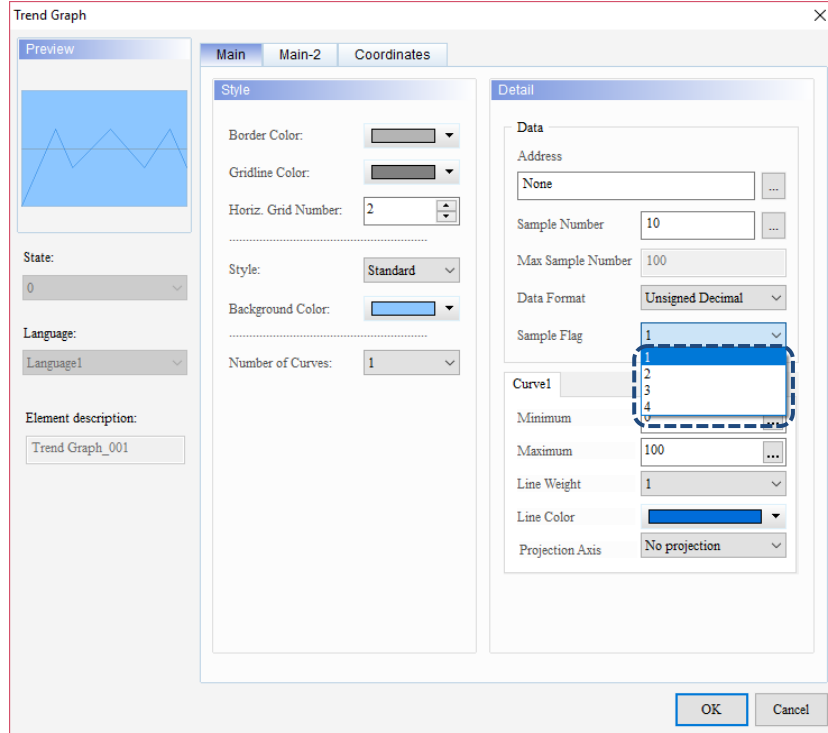 Trend Graph
Preview
State:
0
Language:
Language1
Element description:
Trend Graph_001
Main
Main-2
Coordinates
Style
Border Color:
Gridline Color:
Horiz. Grid Number:
2
Style:
Standard
Background Color:
Number of Curves:
1
Detail
Data
Address
None
...
Sample Number
10
...
Max Sample Number
100
Data Format
Unsigned Decimal
Sample Flag
1
1
2
3
4
Curve1
Minimum
0
...
Maximum
100
...
Line Weight
1
Line Color
Projection Axis
No projection
OK
Cancel